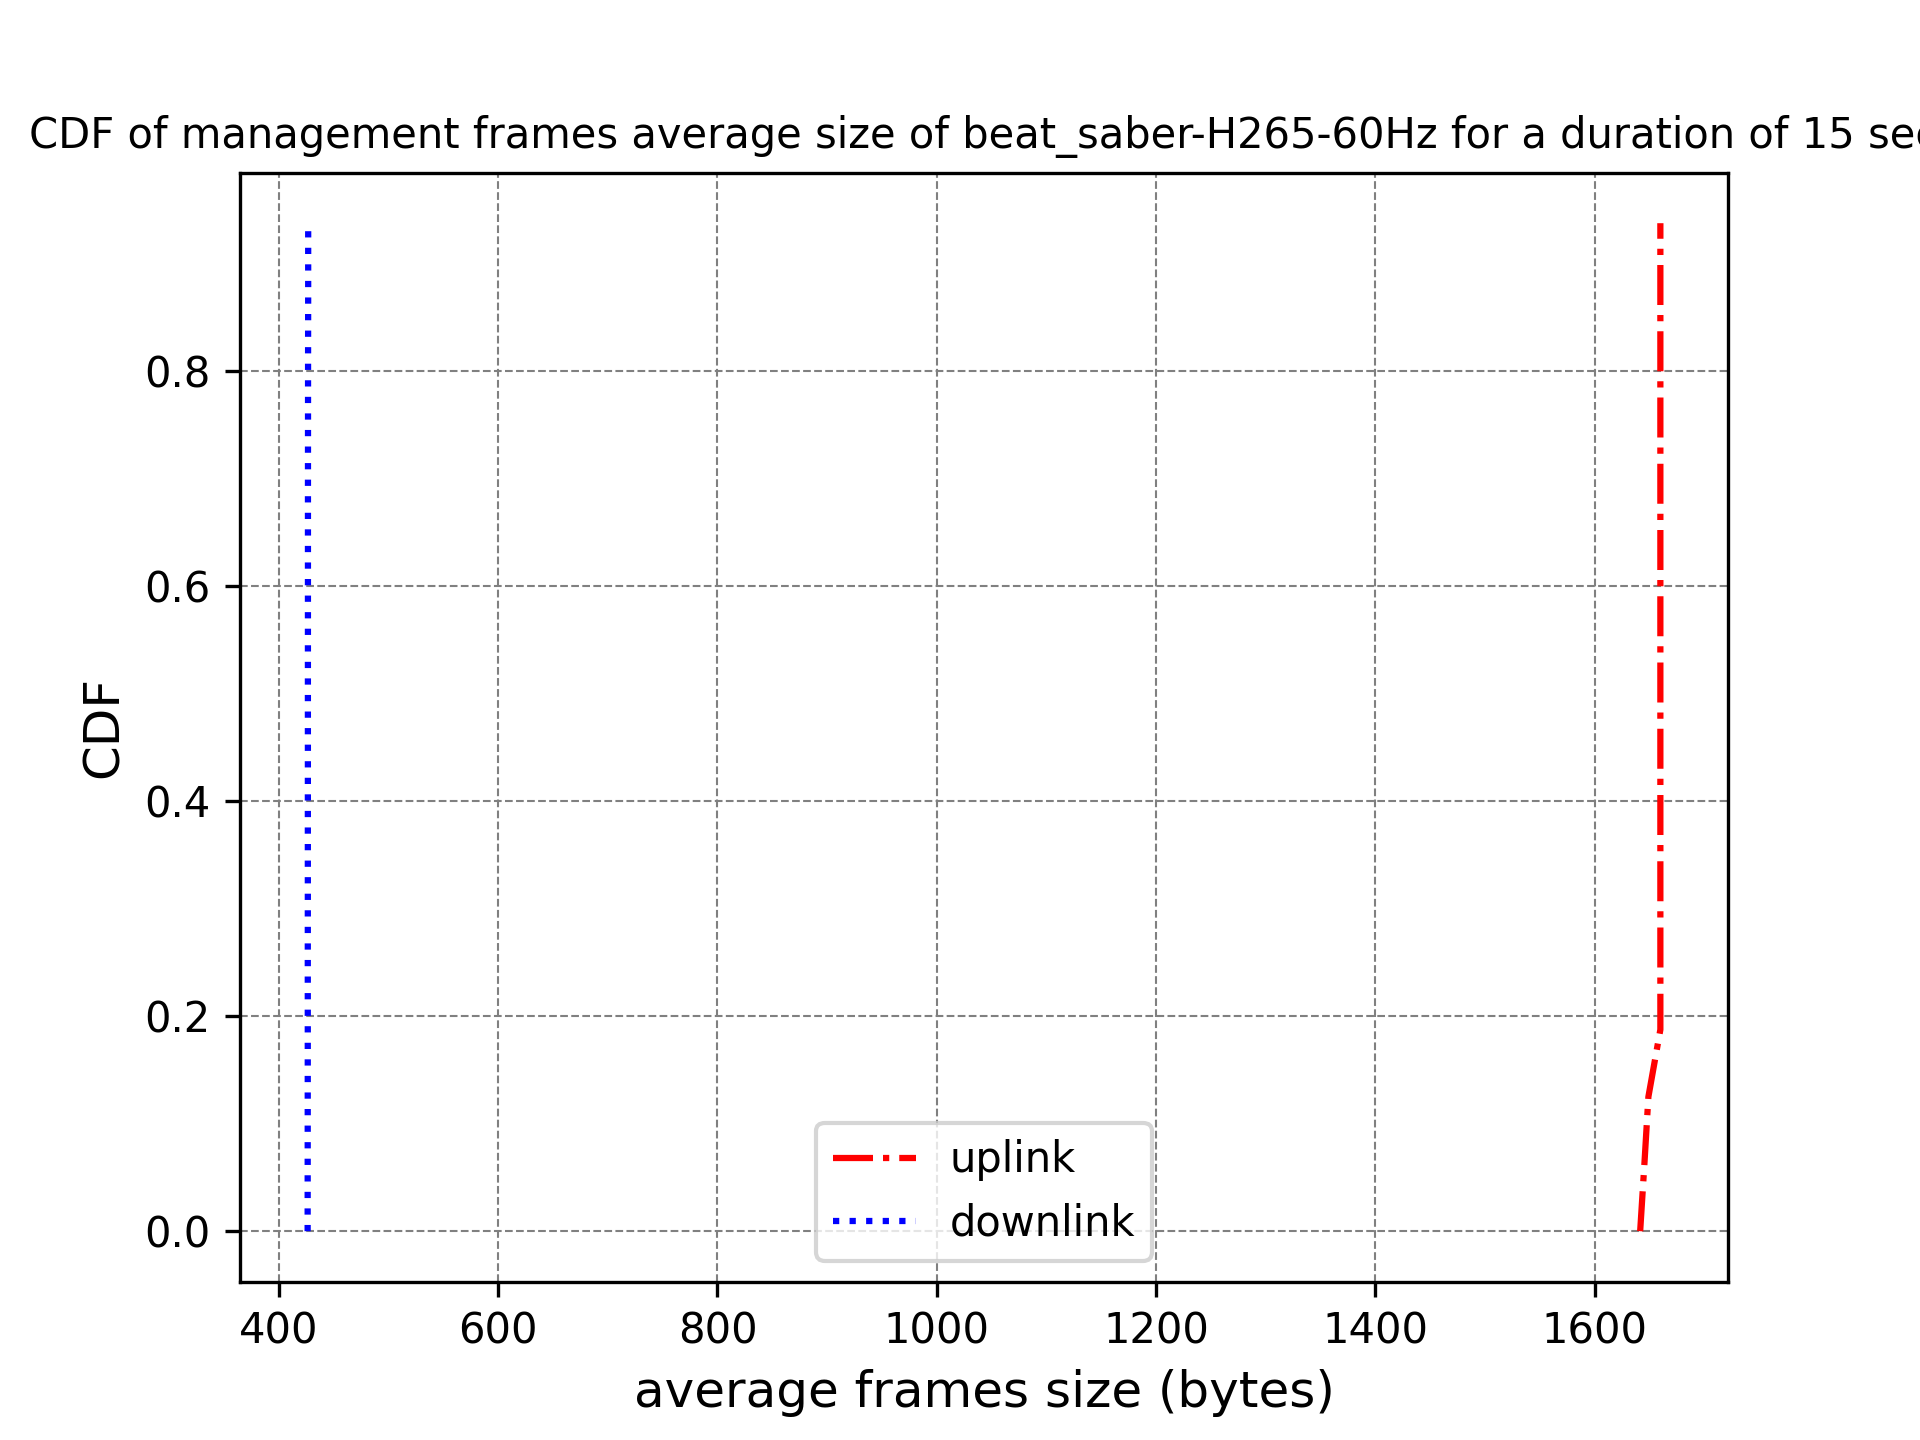 CDF of management frames average size of beat_saber-H265-60Hz for a duration of 15
0.8
0.6
0.4
0.2
0.0
CDF
uplink
downlink
400 600 800 1000 1200 1400 1600
average frames size (bytes)